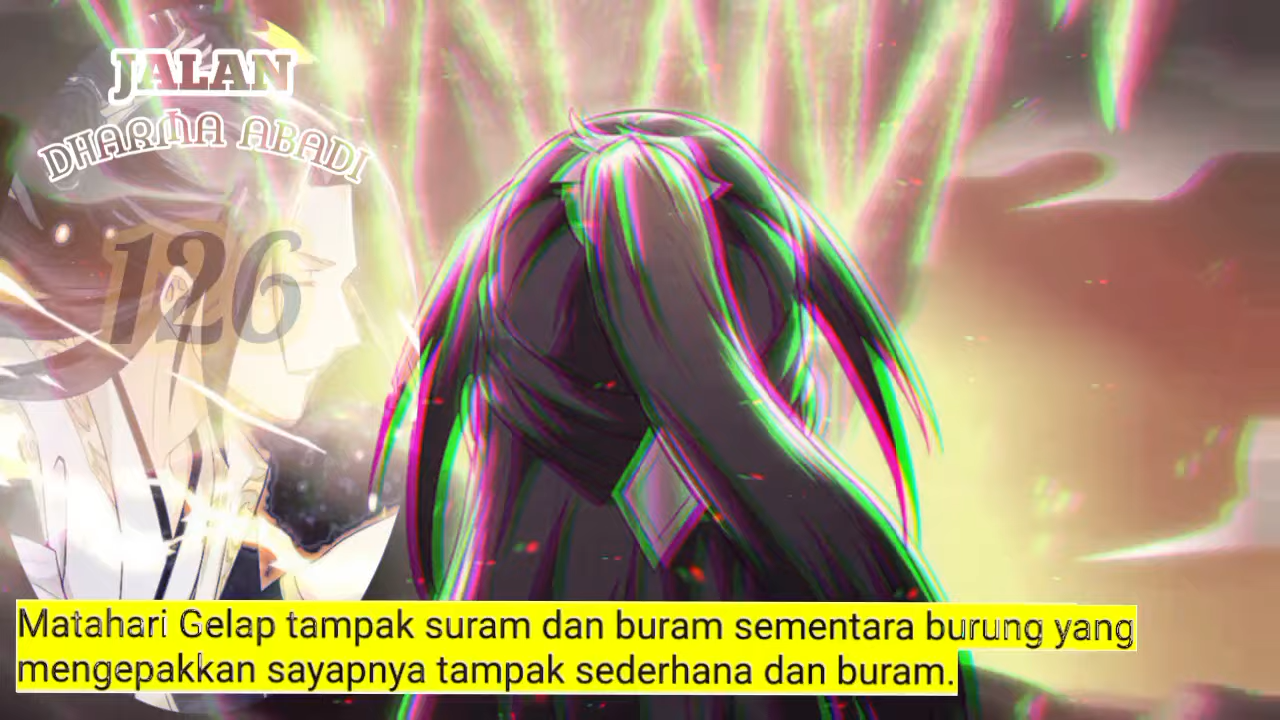 JALAN
DHARMA ABADI
126
Matahari Gelap tampak suram dan buram sementara burung yang
mengepakkan sayapnya tampak sederhana dan buram.